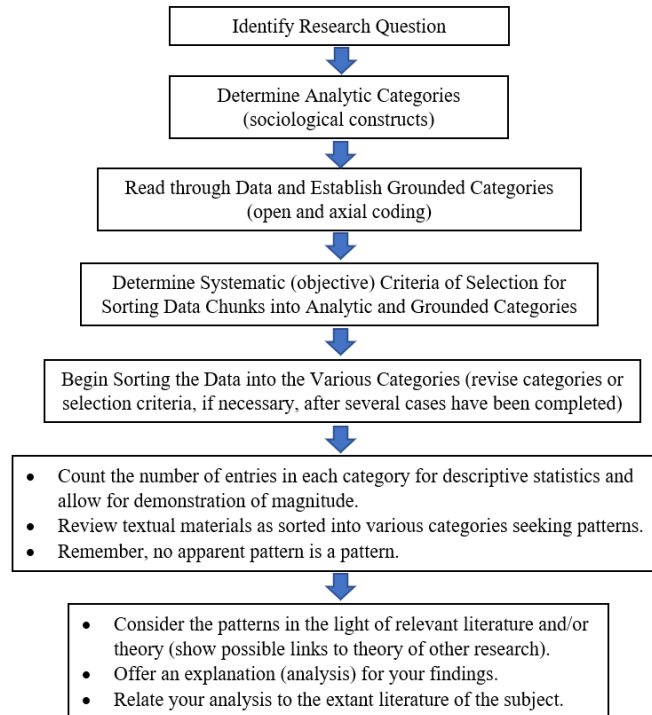 Identify Research Question
Determine Analytic Categories
(sociological constructs)
Read through Data and Establish Grounded Categories
(open and axial coding)
Determine Systematic (objective) Criteria of Selection for
Sorting Data Chunks into Analytic and Grounded Categories
Begin Sorting the Data into the Various Categories (revise categories or
selection criteria, if necessary, after several cases have been completed)
• Count the number of entries in each category for descriptive statistics and
allow for demonstration of magnitude.
• Review textual materials as sorted into various categories seeking patterns.
• Remember, no apparent pattern is a pattern.
• Consider the patterns in the light of relevant literature and/or
theory (show possible links to theory of other research).
• Offer an explanation (analysis) for your findings.
• Relate your analysis to the extant literature of the subject.